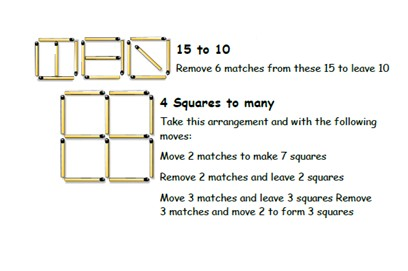 15 to 10
Remove 6 matches from these 15 to leave 10
4 Squares to many
Take this arrangement and with the following
moves:
Move 2 matches to make 7 squares
Remove 2 matches and leave 2 squares
Move 3 matches and leave 3 squares Remove
3 matches and move 2 to form 3 squares